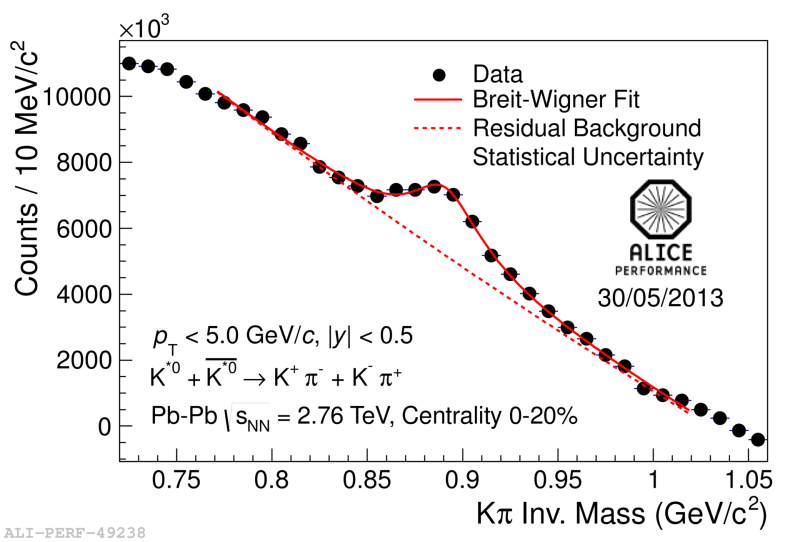 ×10³
Counts / 10 MeV/c²
10000
8000
6000
4000
2000
0
Data
Breit-Wigner Fit
Residual Background
Statistical Uncertainty
ALICE
PERFORMANCE
30/05/2013
p_T < 5.0 GeV/c, |y| < 0.5
K*⁰ + K̅*⁰ → K⁺ π⁻ + K⁻ π⁺
Pb-Pb √s_NN = 2.76 TeV, Centrality 0-20%
0.75 0.8 0.85 0.9 0.95 1 1.05
Kπ Inv. Mass (GeV/c²)
ALI-PERF-49238